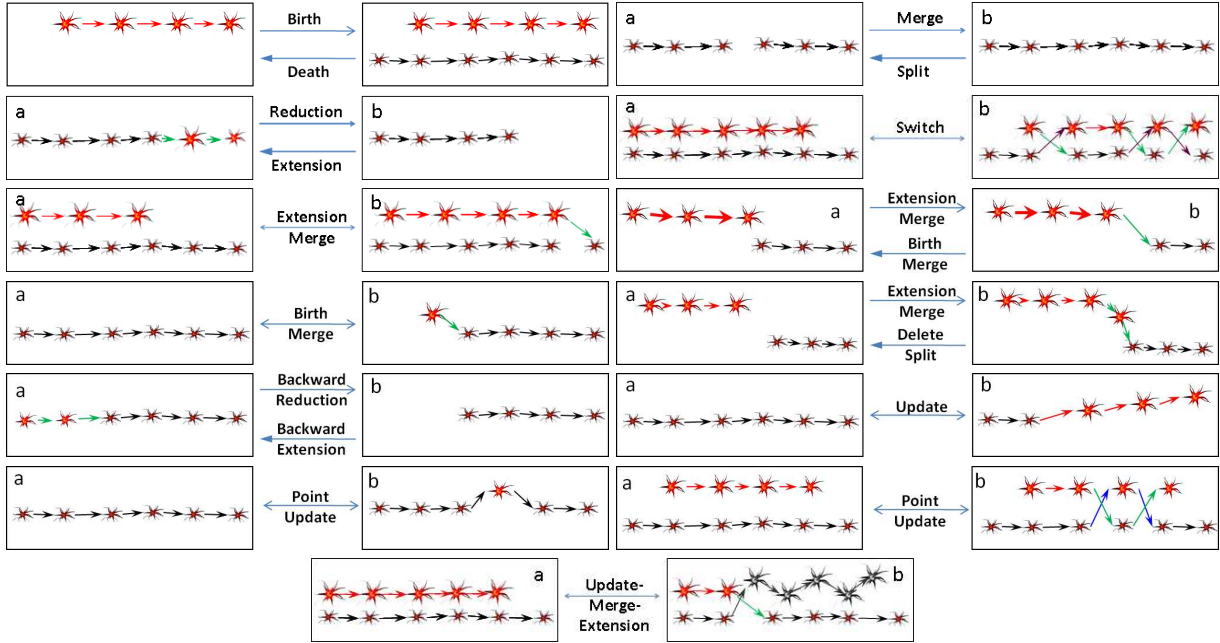 Birth
Death
a
Merge
Split
b
a
Reduction
Extension
b
a
Switch
b
a
Extension
Merge
b
a
Extension
Merge
Birth
Merge
b
a
Birth
Merge
b
a
Extension
Merge
Delete
Split
b
a
Backward
Reduction
Backward
Extension
b
a
Update
b
a
Point
Update
b
a
Point
Update
b
a
Update-
Merge-
Extension
b